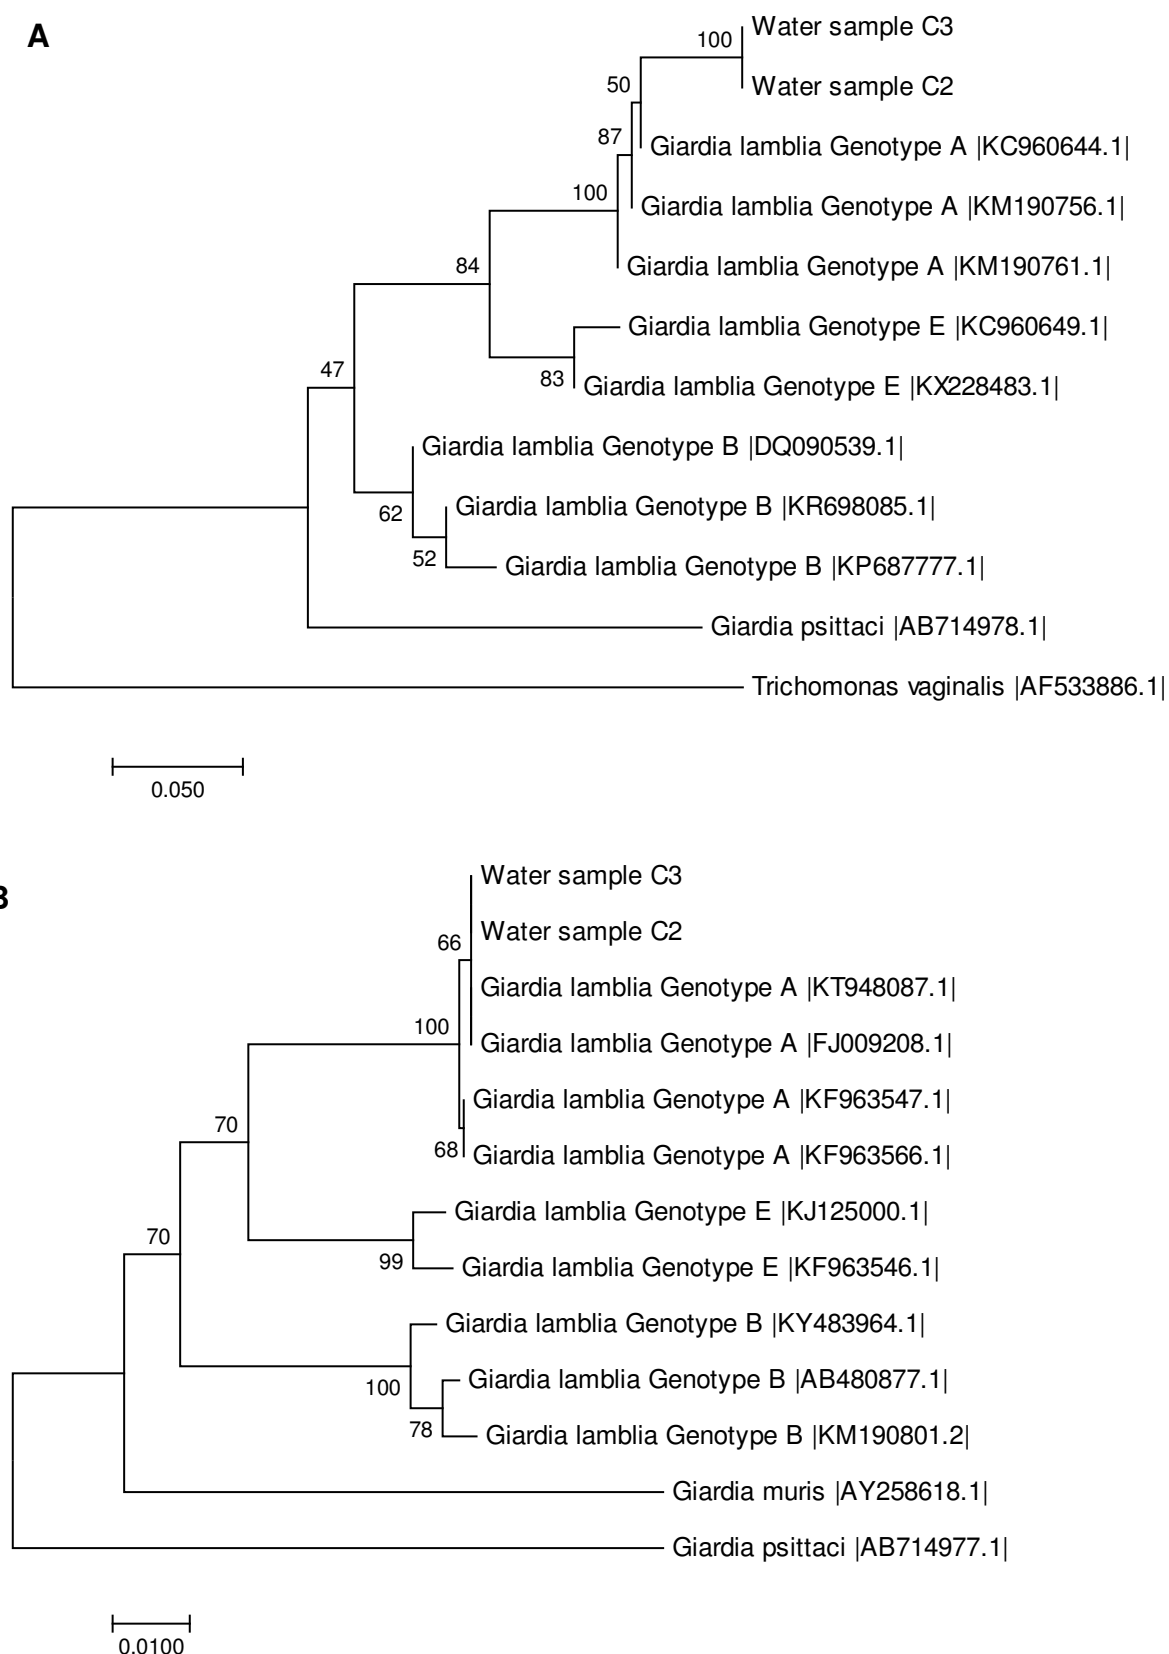 A
Water sample C3
100
Water sample C2
50
Giardia lamblia Genotype A |KC960644.1|
87
Giardia lamblia Genotype A |KM190756.1|
100
Giardia lamblia Genotype A |KM190761.1|
84
Giardia lamblia Genotype E |KC960649.1|
47
83
Giardia lamblia Genotype E |KX228483.1|
Giardia lamblia Genotype B |DQ090539.1|
62
Giardia lamblia Genotype B |KR698085.1|
52
Giardia lamblia Genotype B |KP687777.1|
Giardia psittaci |AB714978.1|
Trichomonas vaginalis |AF533886.1|
0.050
B
Water sample C3
Water sample C2
66
Giardia lamblia Genotype A |KT948087.1|
100
Giardia lamblia Genotype A |FJ009208.1|
Giardia lamblia Genotype A |KF963547.1|
70
68
Giardia lamblia Genotype A |KF963566.1|
Giardia lamblia Genotype E |KJ125000.1|
70
99
Giardia lamblia Genotype E |KF963546.1|
Giardia lamblia Genotype B |KY483964.1|
100
Giardia lamblia Genotype B |AB480877.1|
78
Giardia lamblia Genotype B |KM190801.2|
Giardia muris |AY258618.1|
Giardia psittaci |AB714977.1|
0.0100